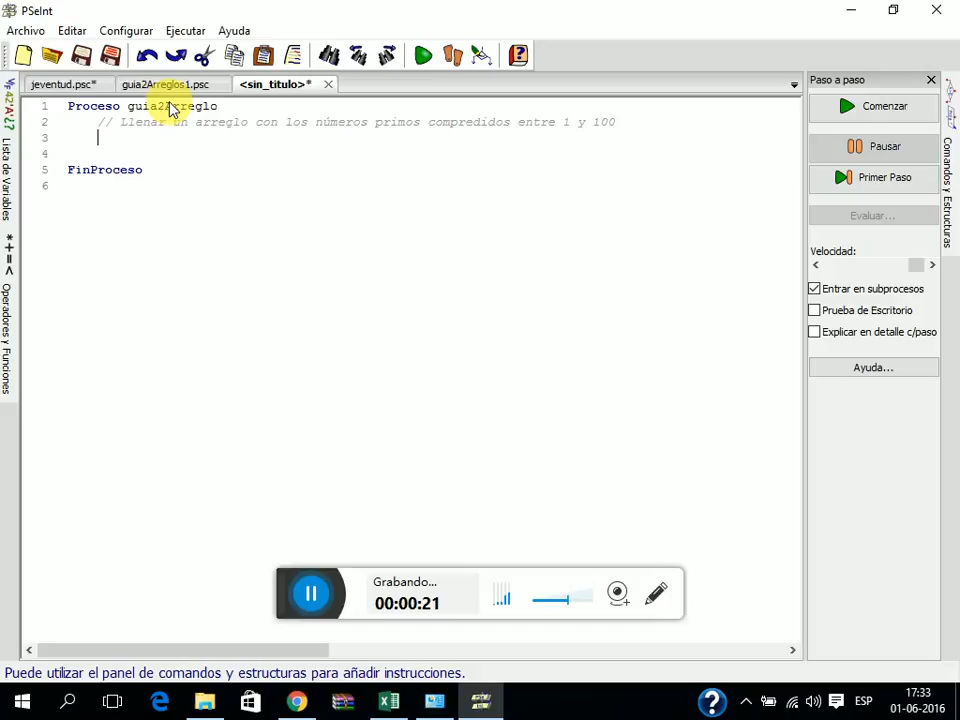 PSeInt
Archivo Editar Configurar Ejecutar Ayuda
jeventud.psc* guia2Arreglos1.psc <sin_titulo>*
Lista de Variables
Operadores y Funciones
1 Proceso guia2Arreglo
2 // Llenar un arreglo con los números primos compredidos entre 1 y 100
3
4
5 FinProceso
6
Paso a paso
Comenzar
Pausar
Primer Paso
Evaluar...
Velocidad:
Entrar en subprocesos
Prueba de Escritorio
Explicar en detalle c/paso
Ayuda...
Comandos y Estructuras
Grabando...
00:00:21
Puede utilizar el panel de comandos y estructuras para añadir instrucciones.
ESP
17:33
01-06-2016